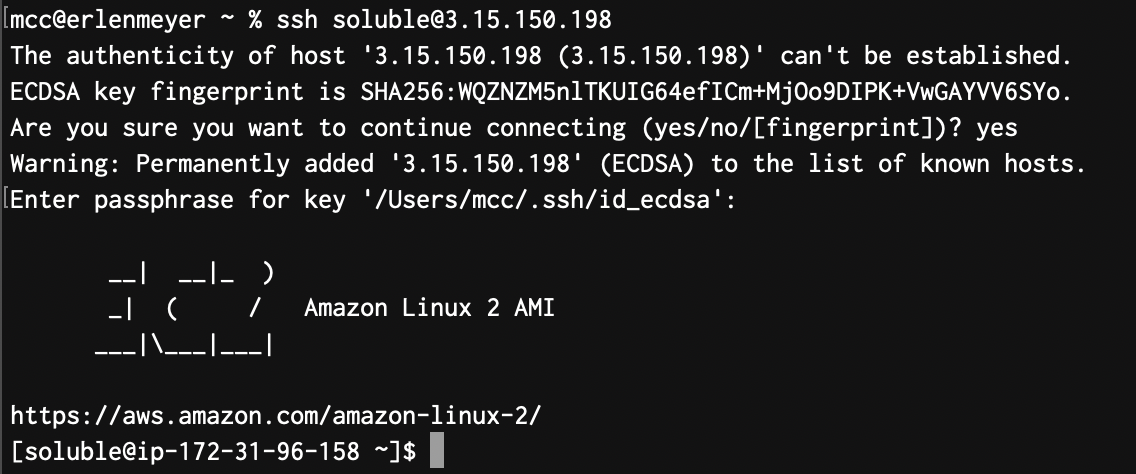 [mcc@erlenmeyer ~ % ssh soluble@3.15.150.198
The authenticity of host '3.15.150.198 (3.15.150.198)' can't be established.
ECDSA key fingerprint is SHA256:WQZNZM5nlTKUIG64efICm+MjOo9DIPK+VwGAYVV6SYo.
Are you sure you want to continue connecting (yes/no/[fingerprint])? yes
Warning: Permanently added '3.15.150.198' (ECDSA) to the list of known hosts.
[Enter passphrase for key '/Users/mcc/.ssh/id_ecdsa':
       __|  __|_  )
       _|  (     /   Amazon Linux 2 AMI
      ___|\___|___|
https://aws.amazon.com/amazon-linux-2/
[soluble@ip-172-31-96-158 ~]$